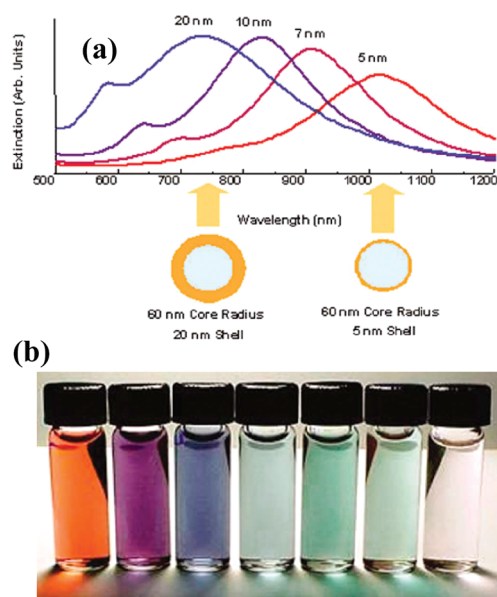 (a)
20 nm
10 nm
7 nm
5 nm
Extinction (Arb. Units)
500 600 700 800 900 1000 1100 1200
Wavelength (nm)
60 nm Core Radius
20 nm Shell
60 nm Core Radius
5 nm Shell
(b)